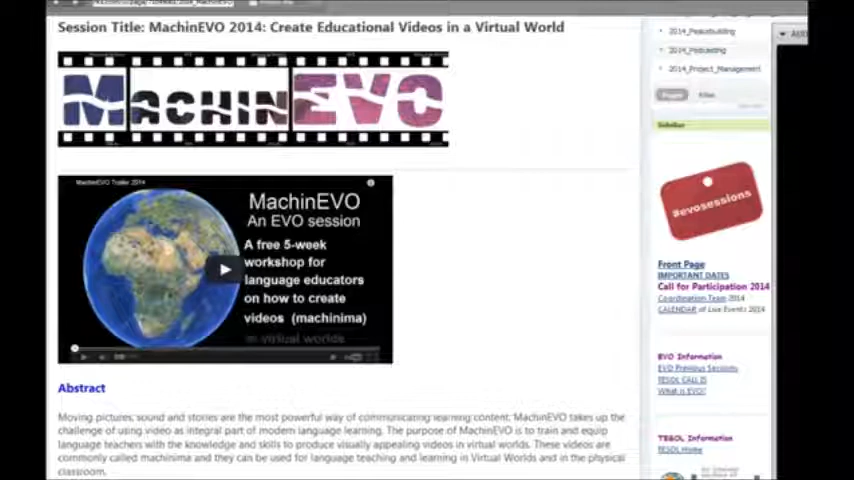 Session Title: MachinEVO 2014: Create Educational Videos in a Virtual World
MACHINEVO
MachinEVO Trailer 2014
MachinEVO
An EVO session
A free 5-week
workshop for
language educators
on how to create
videos (machinima)
in virtual worlds
Abstract
Moving pictures, sound and stories are the most powerful way of communicating learning content. MachinEVO takes up the
challenge of using video as integral part of modern language learning. The purpose of MachinEVO is to train and equip
language teachers with the knowledge and skills to produce visually appealing videos in virtual worlds. These videos are
commonly called machinima and they can be used for language teaching and learning in Virtual Worlds and in the physical
classroom.
2014_Peacebuilding
2014_Podcasting
2014_Project_Management
Pages
Files
SideBar
#evosessions
Front Page
IMPORTANT DATES
Call for Participation 2014
Coordination Team 2014
CALENDAR of Live Events 2014
EVO Information
EVO Previous Sessions
TESOL CALL IS
What is EVO?
TESOL Information
TESOL Home